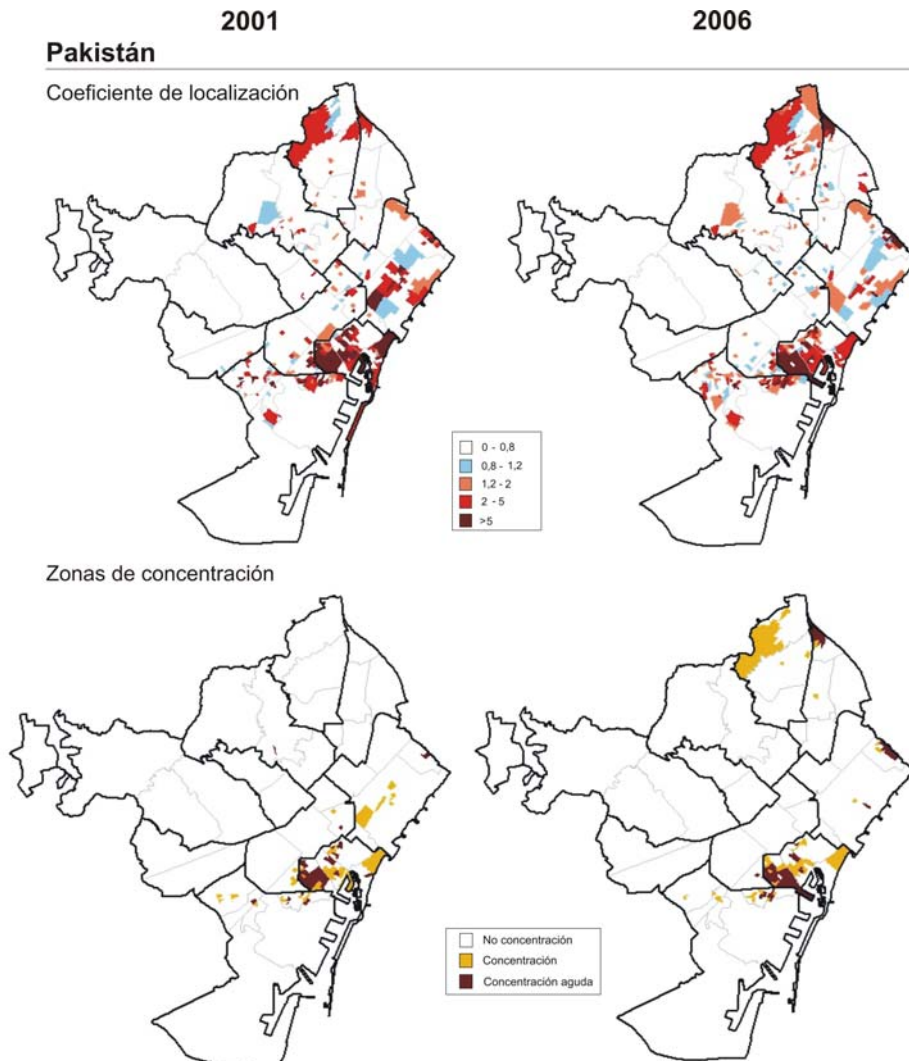 2001
2006
Pakistán
Coeficiente de localización
0 - 0,8
0,8 - 1,2
1,2 - 2
2 - 5
>5
Zonas de concentración
No concentración
Concentración
Concentración aguda